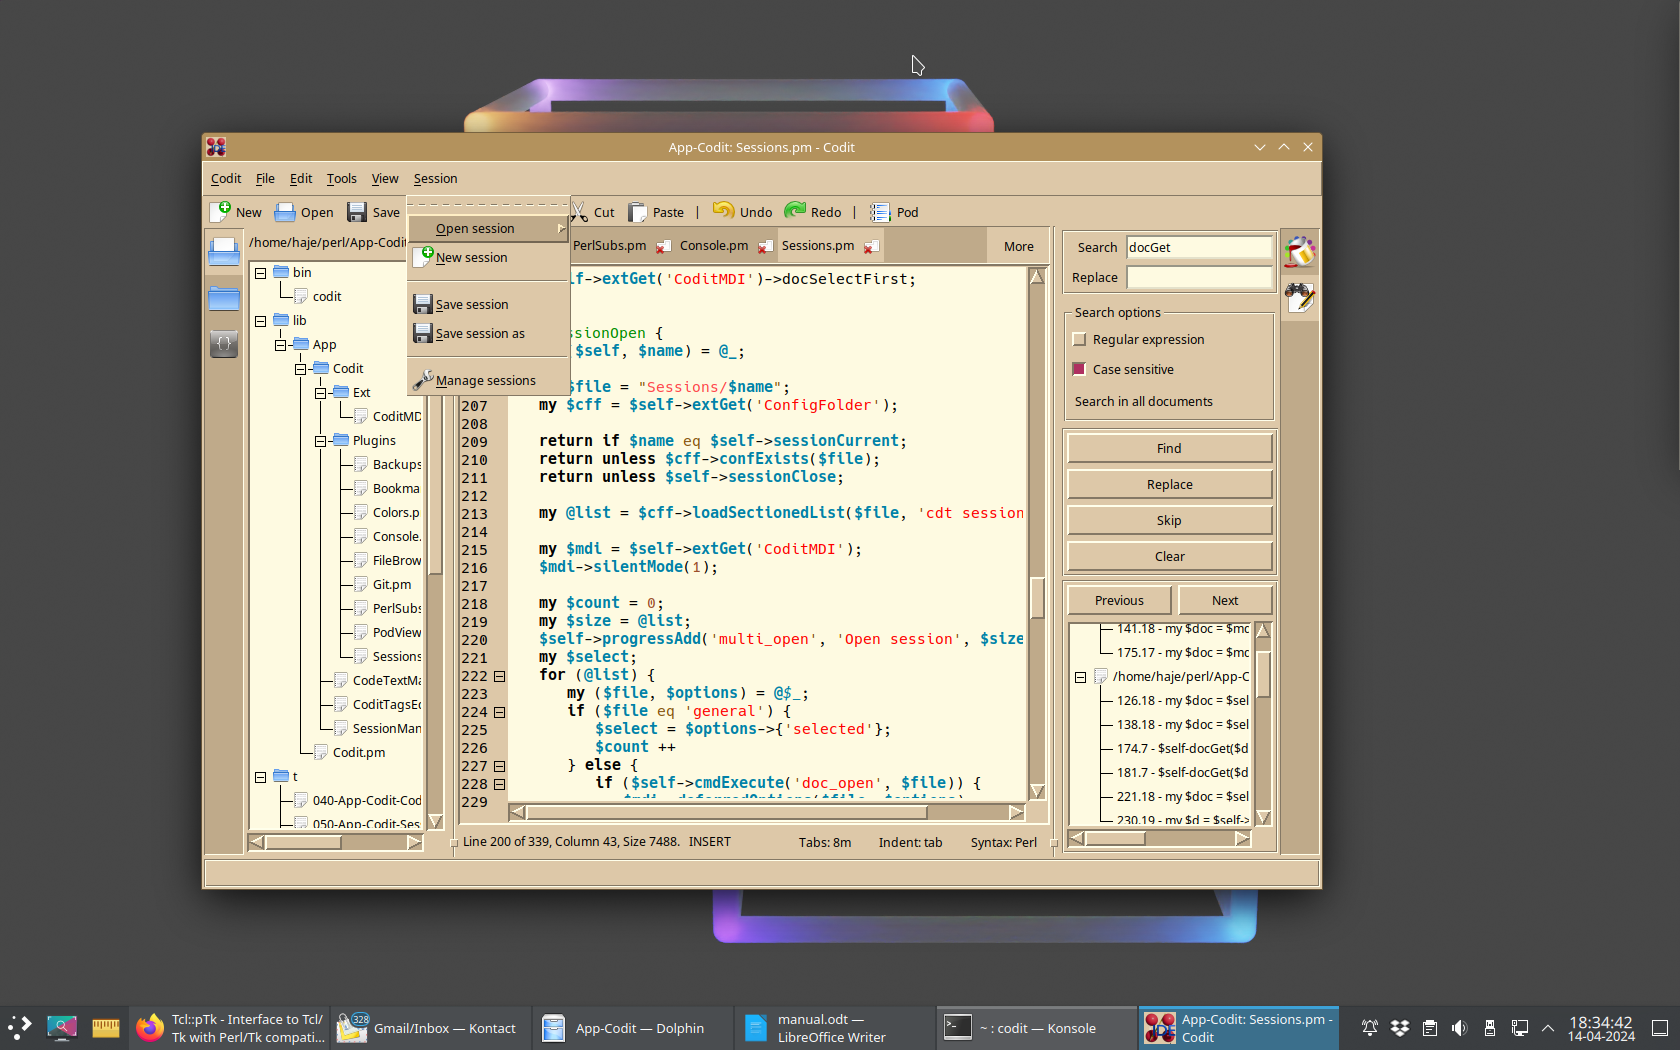 App-Codit: Sessions.pm - Codit
Codit File Edit Tools View Session
New Open Save Cut Paste | Undo Redo | Pod
Open session
New session
Save session
Save session as
Manage sessions
/home/haje/perl/App-Codit
bin
codit
lib
App
Codit
Ext
CoditMD
Plugins
Backups
Bookma
Colors.p
Console.
FileBrow
Git.pm
PerlSubs
PodView
Sessions
CodeTextMa
CoditTagsEd
SessionMan
Codit.pm
t
040-App-Codit-Cod
050-App-Codit-Ses
PerlSubs.pm Console.pm Sessions.pm More
lf->extGet('CoditMDI')->docSelectFirst;
ssionOpen {
$self, $name) = @_;
$file = "Sessions/$name";
207 my $cff = $self->extGet('ConfigFolder');
208
209 return if $name eq $self->sessionCurrent;
210 return unless $cff->confExists($file);
211 return unless $self->sessionClose;
212
213 my @list = $cff->loadSectionedList($file, 'cdt session
214
215 my $mdi = $self->extGet('CoditMDI');
216 $mdi->silentMode(1);
217
218 my $count = 0;
219 my $size = @list;
220 $self->progressAdd('multi_open', 'Open session', $size
221 my $select;
222 for (@list) {
223 my ($file, $options) = @$_;
224 if ($file eq 'general') {
225 $select = $options->{'selected'};
226 $count ++
227 } else {
228 if ($self->cmdExecute('doc_open', $file)) {
229
Line 200 of 339, Column 43, Size 7488. INSERT Tabs: 8m Indent: tab Syntax: Perl
Search docGet
Replace
Search options
Regular expression
Case sensitive
Search in all documents
Find
Replace
Skip
Clear
Previous Next
141.18 - my $doc = $mc
175.17 - my $doc = $mc
/home/haje/perl/App-C
126.18 - my $doc = $sel
138.18 - my $doc = $sel
174.7 - $self-docGet($d
181.7 - $self-docGet($d
221.18 - my $doc = $sel
230.19 - my $d = $self->
Tcl::pTk - Interface to Tcl/
Tk with Perl/Tk compati...
328
Gmail/Inbox — Kontact
App-Codit — Dolphin
manual.odt —
LibreOffice Writer
~ : codit — Konsole
App-Codit: Sessions.pm -
Codit
18:34:42
14-04-2024